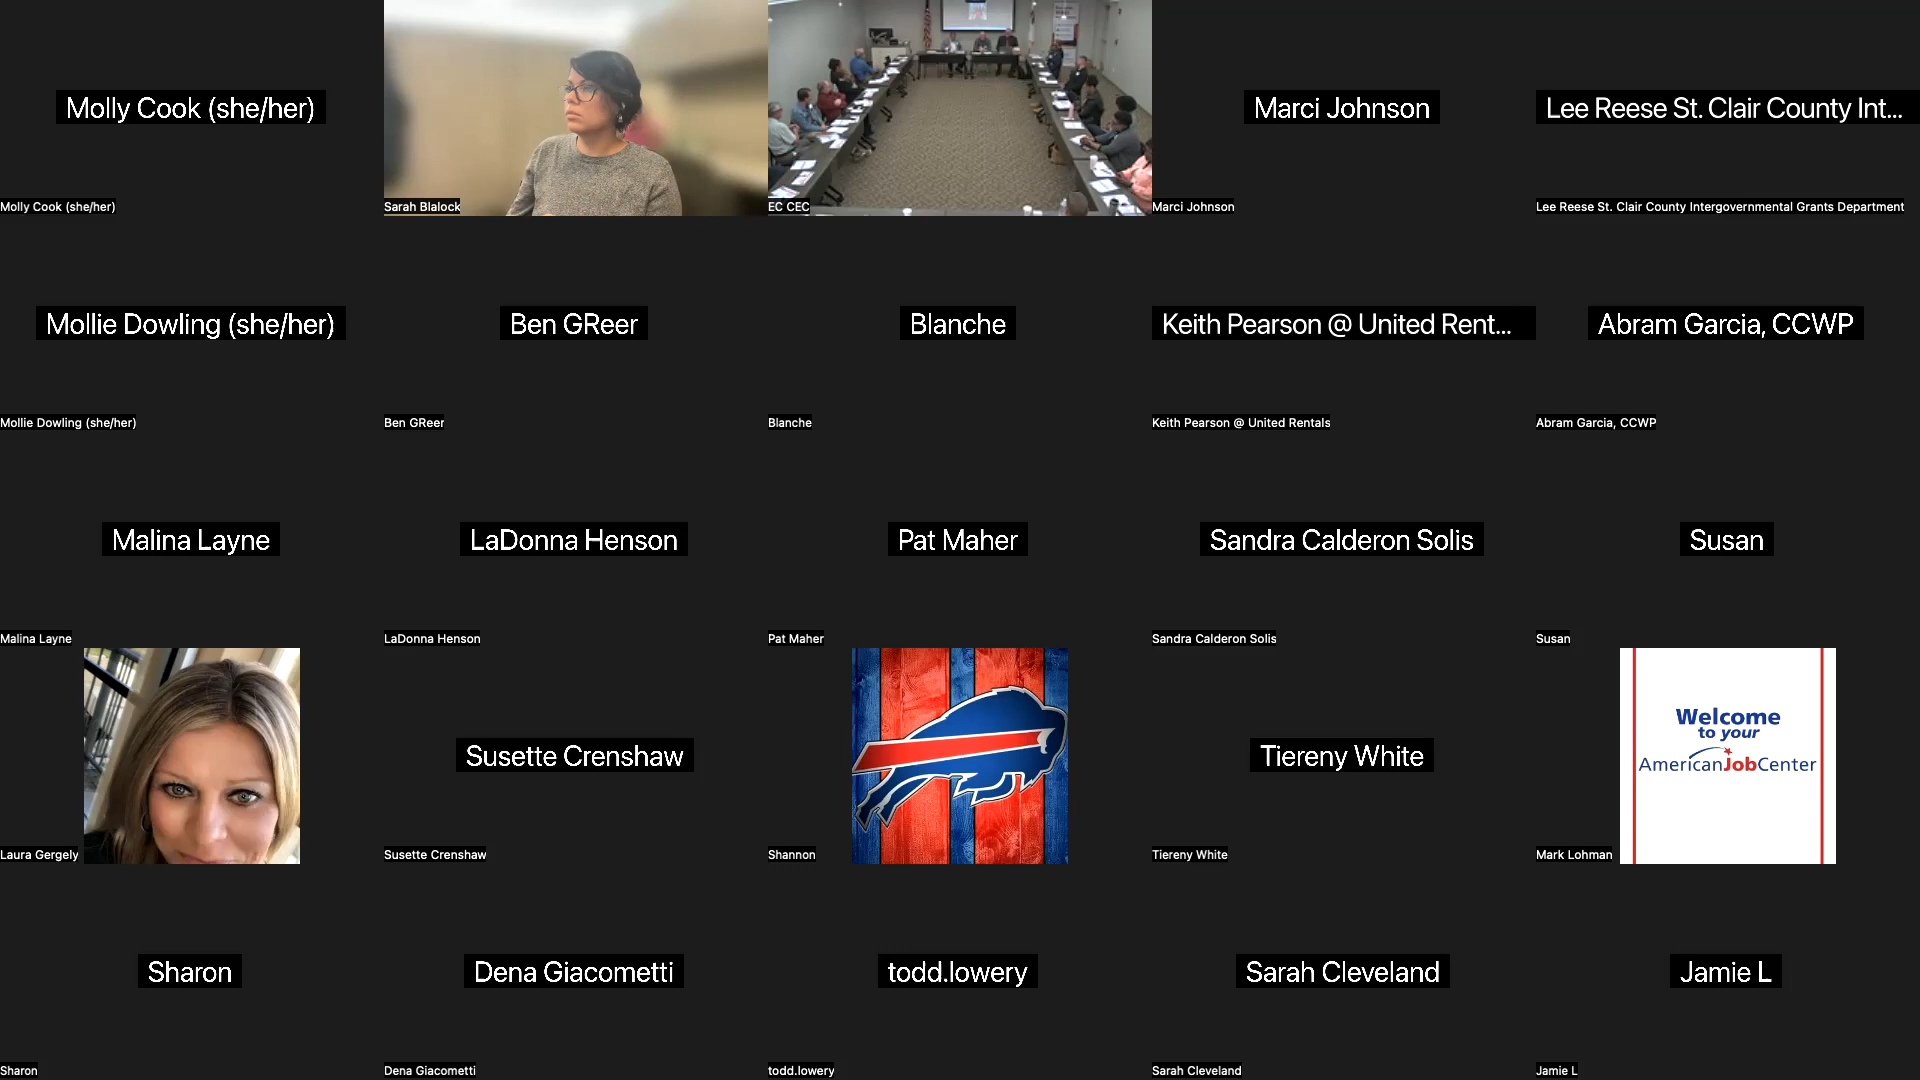 Molly Cook (she/her)
Marci Johnson
Lee Reese St. Clair County Int...
Molly Cook (she/her)
Sarah Blalock
EC CEC
Marci Johnson
Lee Reese St. Clair County Intergovernmental Grants Department
Mollie Dowling (she/her)
Ben GReer
Blanche
Keith Pearson @ United Rent...
Abram Garcia, CCWP
Mollie Dowling (she/her)
Ben GReer
Blanche
Keith Pearson @ United Rentals
Abram Garcia, CCWP
Malina Layne
LaDonna Henson
Pat Maher
Sandra Calderon Solis
Susan
Malina Layne
LaDonna Henson
Pat Maher
Sandra Calderon Solis
Susan
Susette Crenshaw
Tiereny White
Welcome
to your
AmericanJobCenter
Laura Gergely
Susette Crenshaw
Shannon
Tiereny White
Mark Lohman
Sharon
Dena Giacometti
todd.lowery
Sarah Cleveland
Jamie L
Sharon
Dena Giacometti
todd.lowery
Sarah Cleveland
Jamie L